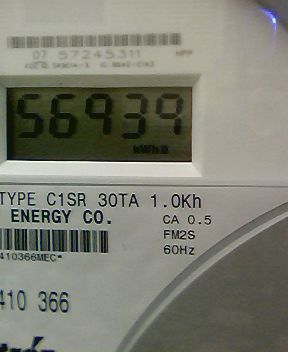 07 57245311
56939
kWh
TYPE C1SR 30TA 1.0Kh
ENERGY CO.
CA 0.5
FM2S
60Hz
410366MEC*
410 366